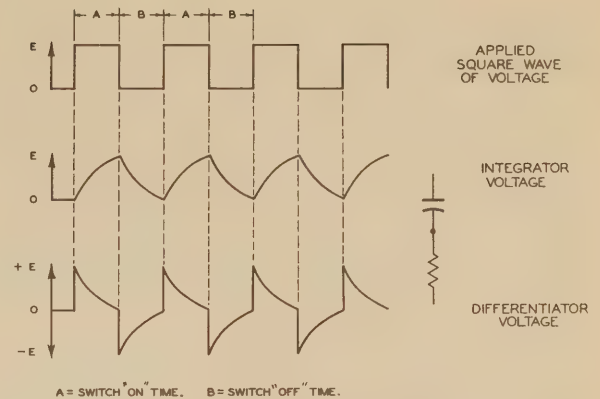 A B A B
E
O
APPLIED
SQUARE WAVE
OF VOLTAGE
E
O
INTEGRATOR
VOLTAGE
+ E
O
- E
DIFFERENTIATOR
VOLTAGE
A = SWITCH "ON" TIME. B = SWITCH "OFF" TIME.